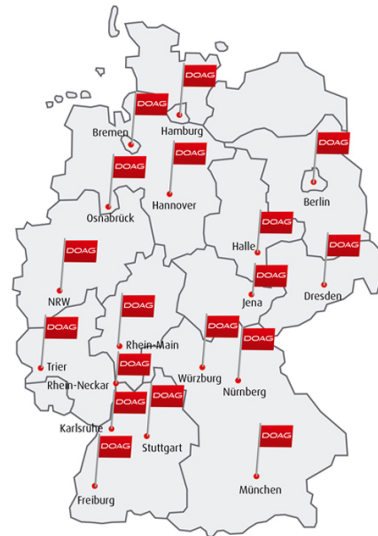 DOAG
DOAG
Bremen
Hamburg
DOAG
DOAG
DOAG
Osnabrück
Hannover
Berlin
DOAG
Halle
DOAG
DOAG
NRW
DOAG
Jena
Dresden
DOAG
DOAG
Rhein-Main
DOAG
Trier
DOAG
DOAG
Rhein-Neckar
Würzburg
Nürnberg
DOAG
DOAG
Karlsruhe
Stuttgart
DOAG
DOAG
Freiburg
München